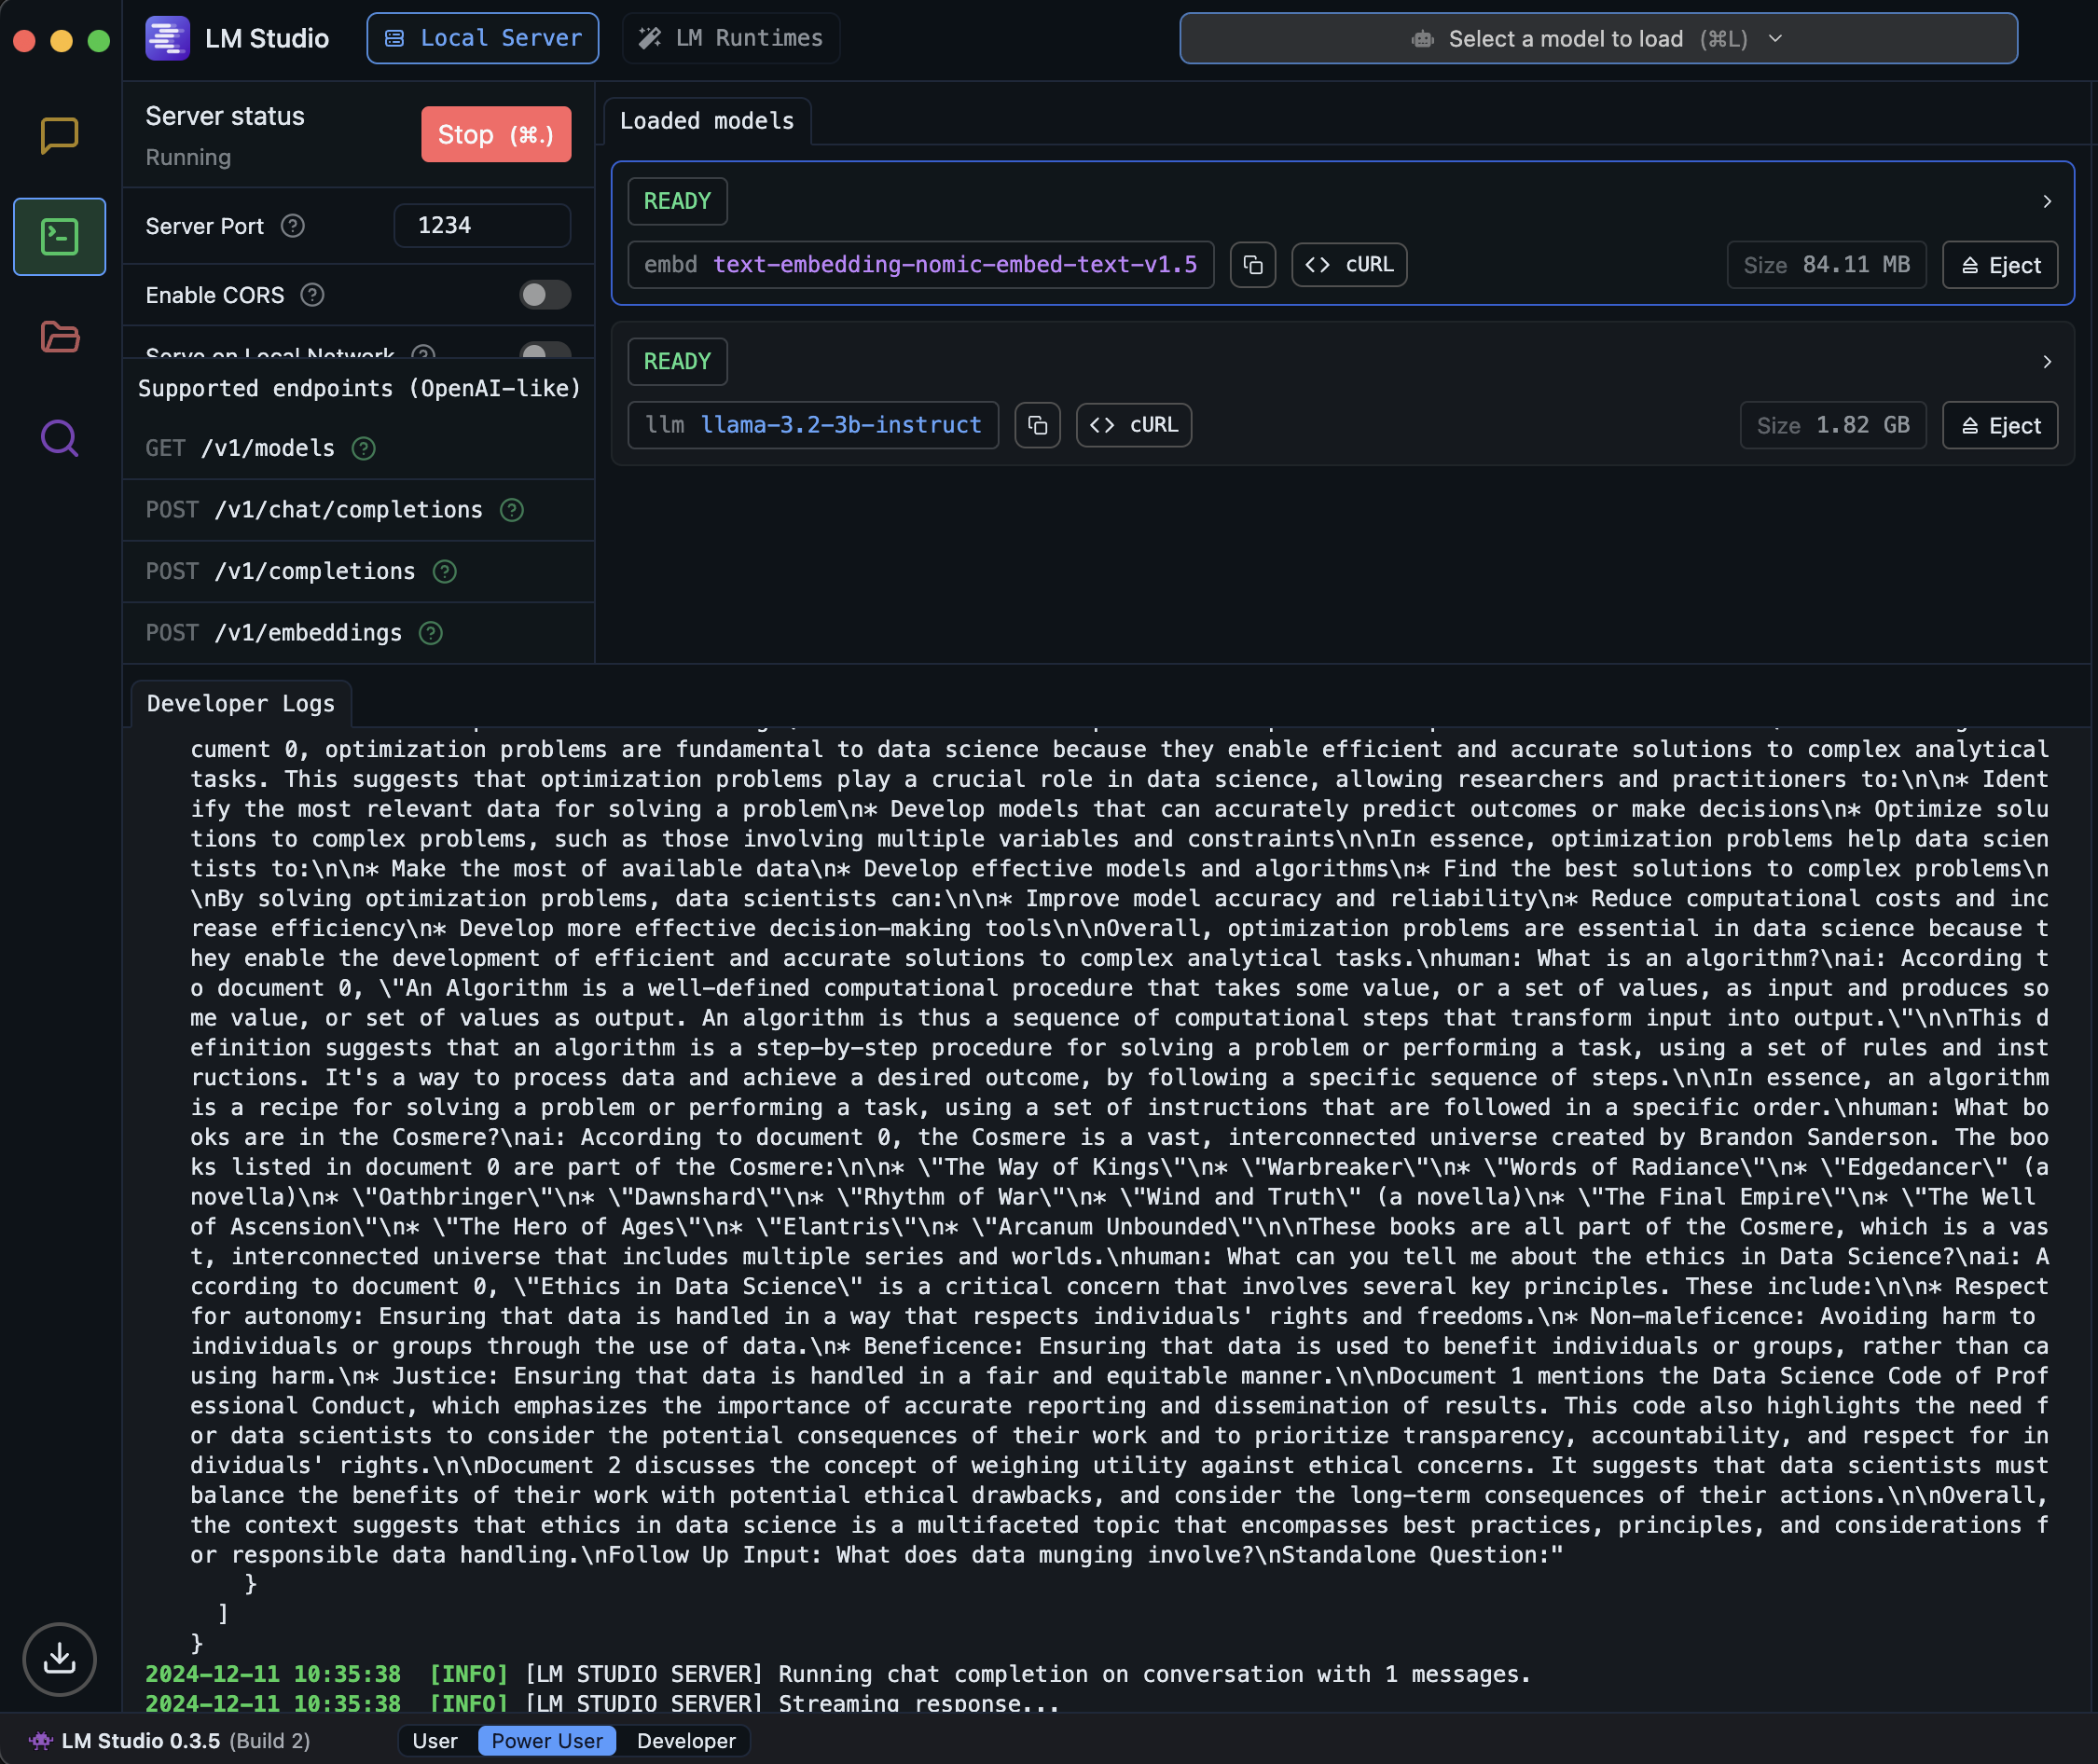 LM Studio
Local Server
LM Runtimes
Select a model to load (⌘L)
Server status
Running
Stop (⌘.)
Server Port
1234
Enable CORS
Serve on Local Network
Supported endpoints (OpenAI-like)
GET /v1/models
POST /v1/chat/completions
POST /v1/completions
POST /v1/embeddings
Loaded models
READY
embd text-embedding-nomic-embed-text-v1.5
cURL
Size 84.11 MB
Eject
READY
llm llama-3.2-3b-instruct
cURL
Size 1.82 GB
Eject
Developer Logs
cument 0, optimization problems are fundamental to data science because they enable efficient and accurate solutions to complex analytical
tasks. This suggests that optimization problems play a crucial role in data science, allowing researchers and practitioners to:\n\n* Ident
ify the most relevant data for solving a problem\n* Develop models that can accurately predict outcomes or make decisions\n* Optimize solu
tions to complex problems, such as those involving multiple variables and constraints\n\nIn essence, optimization problems help data scien
tists to:\n\n* Make the most of available data\n* Develop effective models and algorithms\n* Find the best solutions to complex problems\n
\nBy solving optimization problems, data scientists can:\n\n* Improve model accuracy and reliability\n* Reduce computational costs and inc
rease efficiency\n* Develop more effective decision-making tools\n\nOverall, optimization problems are essential in data science because t
hey enable the development of efficient and accurate solutions to complex analytical tasks.\nhuman: What is an algorithm?\nai: According t
o document 0, \"An Algorithm is a well-defined computational procedure that takes some value, or a set of values, as input and produces so
me value, or set of values as output. An algorithm is thus a sequence of computational steps that transform input into output.\"\n\nThis d
efinition suggests that an algorithm is a step-by-step procedure for solving a problem or performing a task, using a set of rules and inst
ructions. It's a way to process data and achieve a desired outcome, by following a specific sequence of steps.\n\nIn essence, an algorithm
is a recipe for solving a problem or performing a task, using a set of instructions that are followed in a specific order.\nhuman: What bo
oks are in the Cosmere?\nai: According to document 0, the Cosmere is a vast, interconnected universe created by Brandon Sanderson. The boo
ks listed in document 0 are part of the Cosmere:\n\n* \"The Way of Kings\"\n* \"Warbreaker\"\n* \"Words of Radiance\"\n* \"Edgedancer\" (a
novella)\n* \"Oathbringer\"\n* \"Dawnshard\"\n* \"Rhythm of War\"\n* \"Wind and Truth\" (a novella)\n* \"The Final Empire\"\n* \"The Well
of Ascension\"\n* \"The Hero of Ages\"\n* \"Elantris\"\n* \"Arcanum Unbounded\"\n\nThese books are all part of the Cosmere, which is a vas
t, interconnected universe that includes multiple series and worlds.\nhuman: What can you tell me about the ethics in Data Science?\nai: A
ccording to document 0, \"Ethics in Data Science\" is a critical concern that involves several key principles. These include:\n\n* Respect
for autonomy: Ensuring that data is handled in a way that respects individuals' rights and freedoms.\n* Non-maleficence: Avoiding harm to
individuals or groups through the use of data.\n* Beneficence: Ensuring that data is used to benefit individuals or groups, rather than ca
using harm.\n* Justice: Ensuring that data is handled in a fair and equitable manner.\n\nDocument 1 mentions the Data Science Code of Prof
essional Conduct, which emphasizes the importance of accurate reporting and dissemination of results. This code also highlights the need f
or data scientists to consider the potential consequences of their work and to prioritize transparency, accountability, and respect for in
dividuals' rights.\n\nDocument 2 discusses the concept of weighing utility against ethical concerns. It suggests that data scientists must
balance the benefits of their work with potential ethical drawbacks, and consider the long-term consequences of their actions.\n\nOverall,
the context suggests that ethics in data science is a multifaceted topic that encompasses best practices, principles, and considerations f
or responsible data handling.\nFollow Up Input: What does data munging involve?\nStandalone Question:"
}
]
}
2024-12-11 10:35:38 [INFO] [LM STUDIO SERVER] Running chat completion on conversation with 1 messages.
2024-12-11 10:35:38 [INFO] [LM STUDIO SERVER] Streaming response...
LM Studio 0.3.5 (Build 2)
User
Power User
Developer